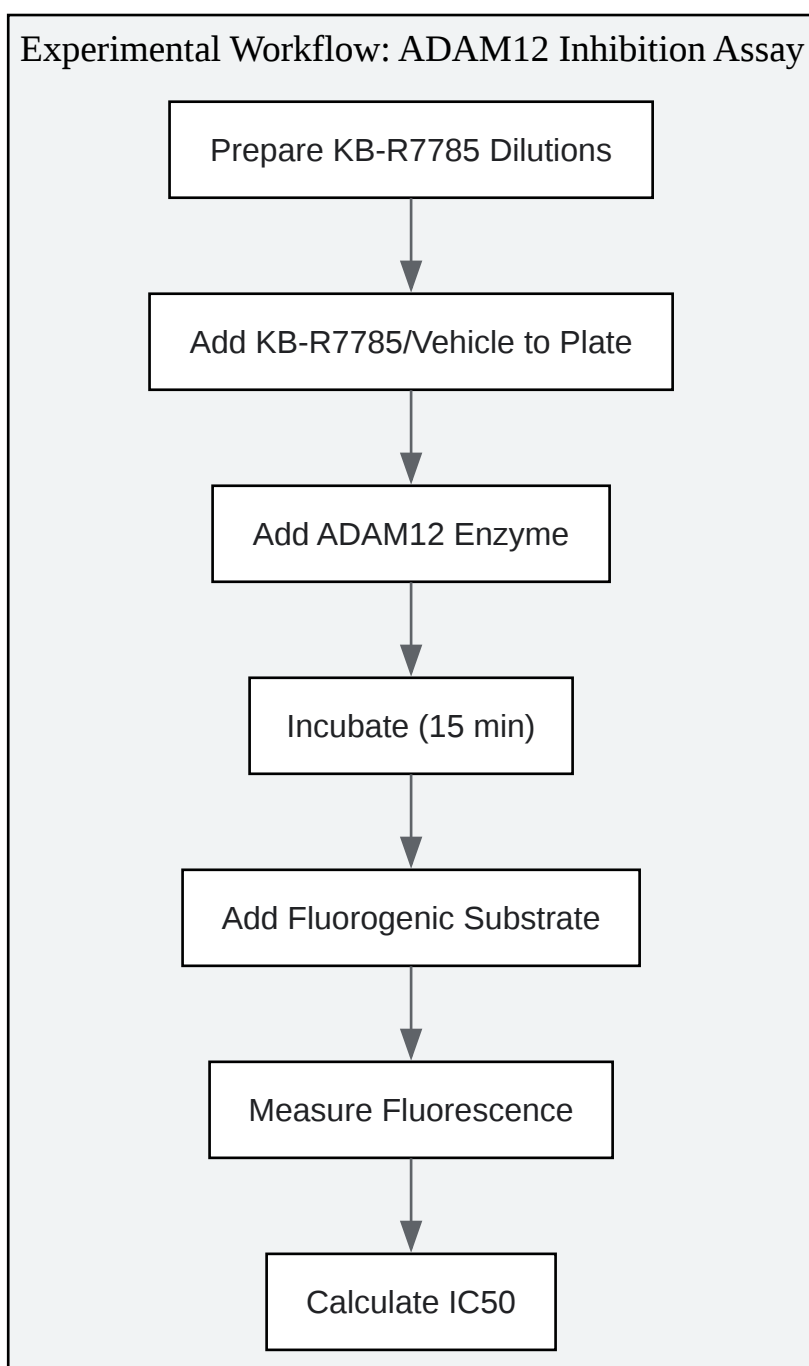 Experimental Workflow: ADAM12 Inhibition Assay
Prepare KB-R7785 Dilutions
Add KB-R7785/Vehicle to Plate
Add ADAM12 Enzyme
Incubate (15 min)
Add Fluorogenic Substrate
Measure Fluorescence
Calculate IC50